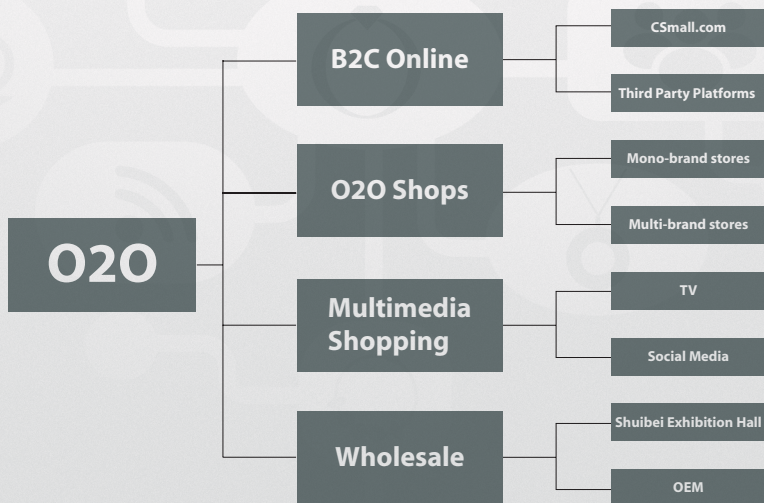 O2O
B2C Online
CSmall.com
Third Party Platforms
O2O Shops
Mono-brand stores
Multi-brand stores
Multimedia
Shopping
TV
Social Media
Wholesale
Shuibei Exhibition Hall
OEM